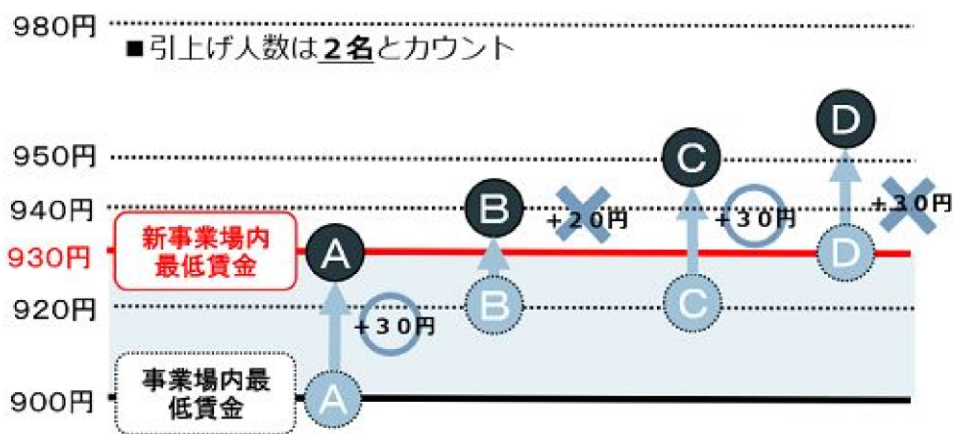 980円
■引上げ人数は2名とカウント
D
950円
C
940円
B
+20円
+30円
+30円
新事業場内
最低賃金
930円
A
D
920円
B
C
+30円
事業場内最
低賃金
900円
A